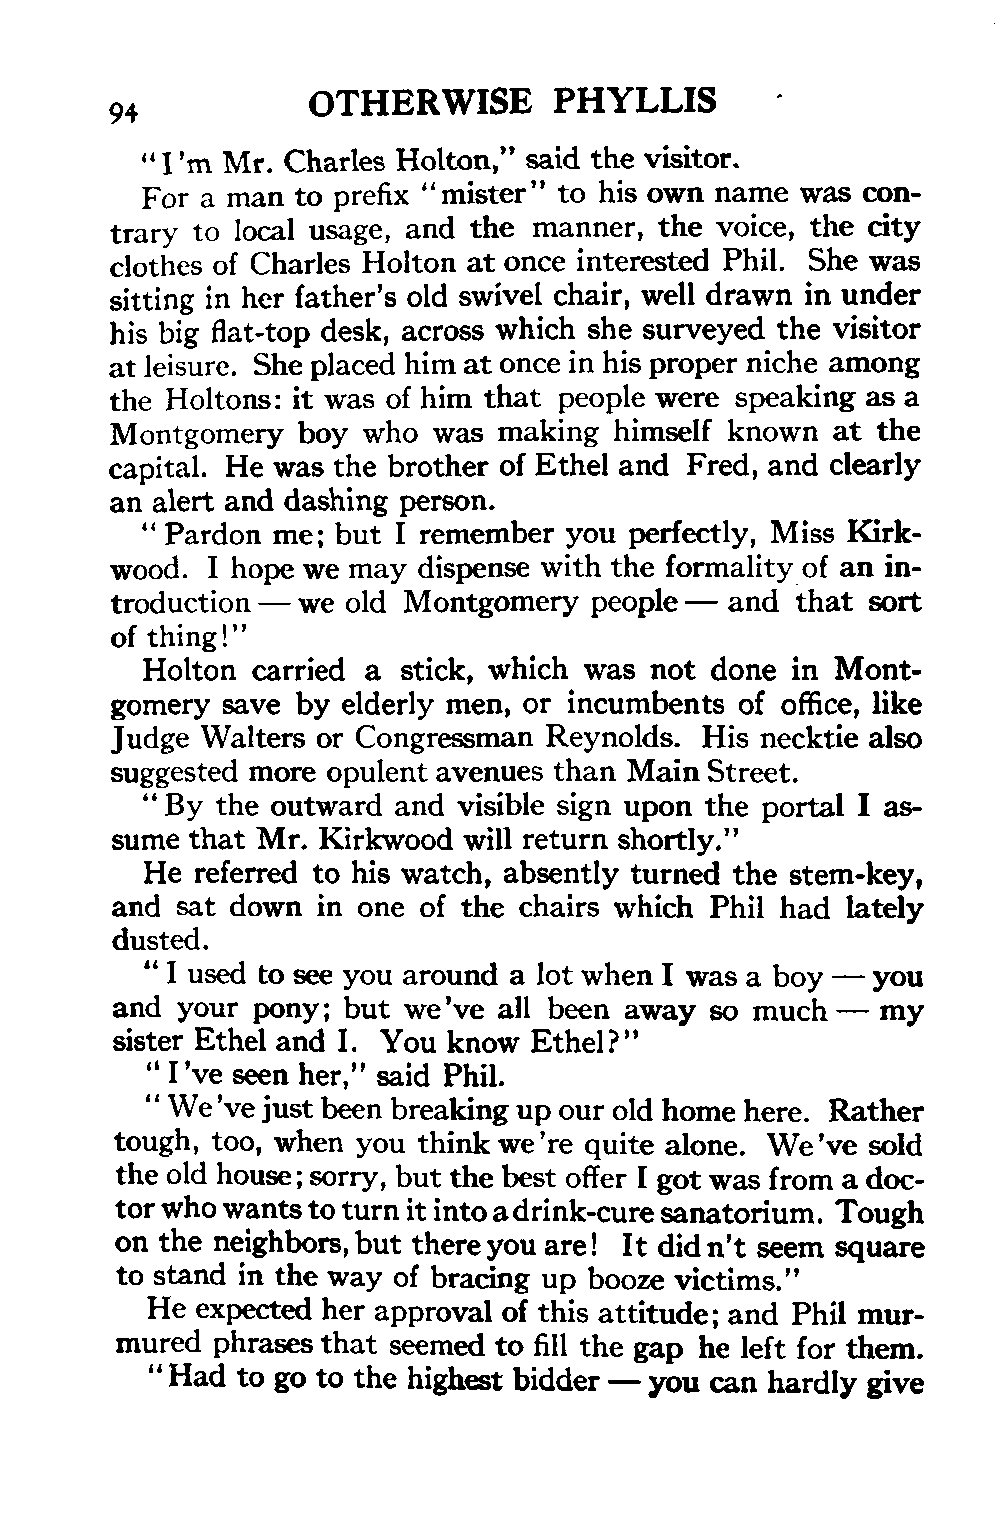 94 OTHERWISE PHYLLIS
"I'm Mr. Charles Holton," said the visitor.
For a man to prefix "mister" to his own name was con-
trary to local usage, and the manner, the voice, the city
clothes of Charles Holton at once interested Phil. She was
sitting in her father's old swivel chair, well drawn in under
his big flat-top desk, across which she surveyed the visitor
at leisure. She placed him at once in his proper niche among
the Holtons: it was of him that people were speaking as a
Montgomery boy who was making himself known at the
capital. He was the brother of Ethel and Fred, and clearly
an alert and dashing person.
"Pardon me; but I remember you perfectly, Miss Kirk-
wood. I hope we may dispense with the formality of an in-
troduction — we old Montgomery people — and that sort
of thing!"
Holton carried a stick, which was not done in Mont-
gomery save by elderly men, or incumbents of office, like
Judge Walters or Congressman Reynolds. His necktie also
suggested more opulent avenues than Main Street.
"By the outward and visible sign upon the portal I as-
sume that Mr. Kirkwood will return shortly."
He referred to his watch, absently turned the stem-key,
and sat down in one of the chairs which Phil had lately
dusted.
"I used to see you around a lot when I was a boy — you
and your pony; but we've all been away so much — my
sister Ethel and I. You know Ethel?"
"I've seen her," said Phil.
"We've just been breaking up our old home here. Rather
tough, too, when you think we're quite alone. We've sold
the old house; sorry, but the best offer I got was from a doc-
tor who wants to turn it into a drink-cure sanatorium. Tough
on the neighbors, but there you are! It didn't seem square
to stand in the way of bracing up booze victims."
He expected her approval of this attitude; and Phil mur-
mured phrases that seemed to fill the gap he left for them.
"Had to go to the highest bidder — you can hardly give